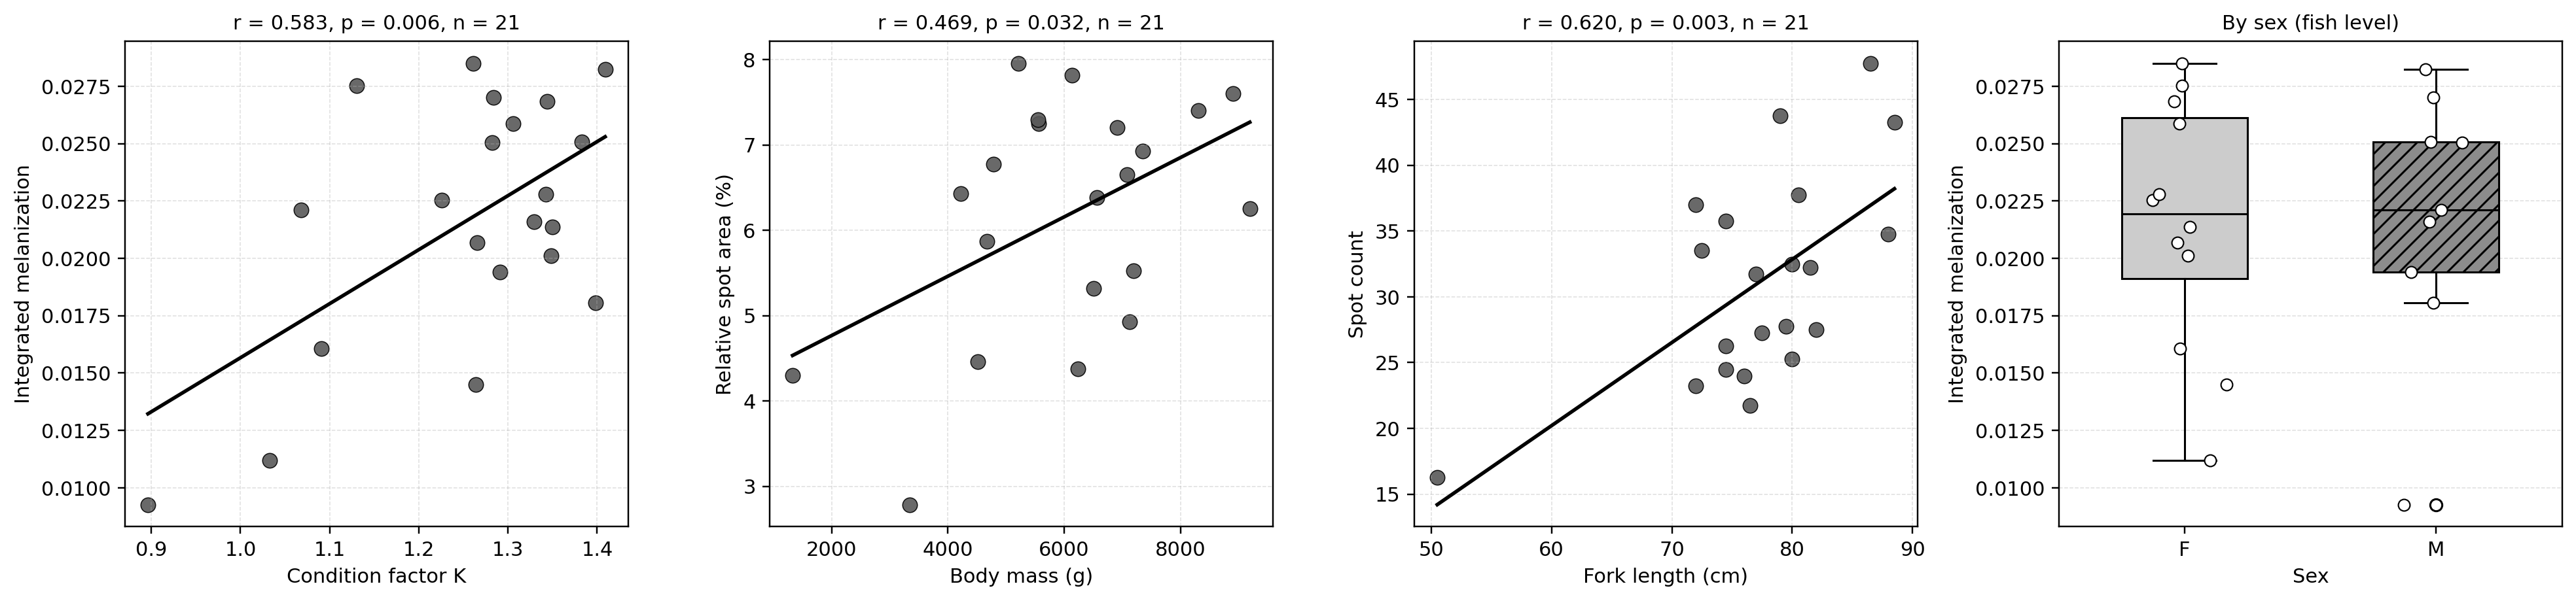 r = 0.583, p = 0.006, n = 21
Integrated melanization
0.0275
0.0250
0.0225
0.0200
0.0175
0.0150
0.0125
0.0100
0.9 1.0 1.1 1.2 1.3 1.4
Condition factor K
r = 0.469, p = 0.032, n = 21
Relative spot area (%)
8
7
6
5
4
3
2000 4000 6000 8000
Body mass (g)
r = 0.620, p = 0.003, n = 21
Spot count
45
40
35
30
25
20
15
50 60 70 80 90
Fork length (cm)
By sex (fish level)
Integrated melanization
0.0275
0.0250
0.0225
0.0200
0.0175
0.0150
0.0125
0.0100
F M
Sex